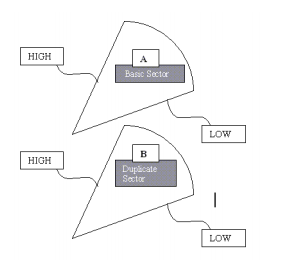 HIGH
A
Basic Sector
LOW
HIGH
B
Duplicate
Sector
LOW